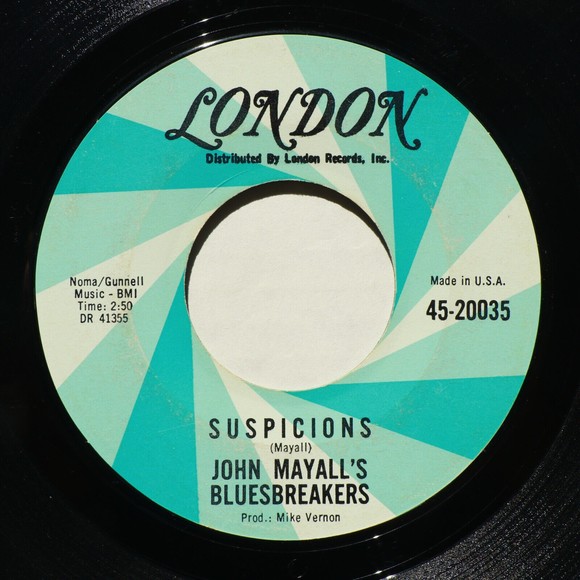 LONDON
Distributed By London Records, Inc.
Noma/Gunnell
Music - BMI
Time: 2:50
DR 41355
Made in U.S.A.
45-20035
SUSPICIONS
(Mayall)
JOHN MAYALL'S
BLUESBREAKERS
Prod.: Mike Vernon